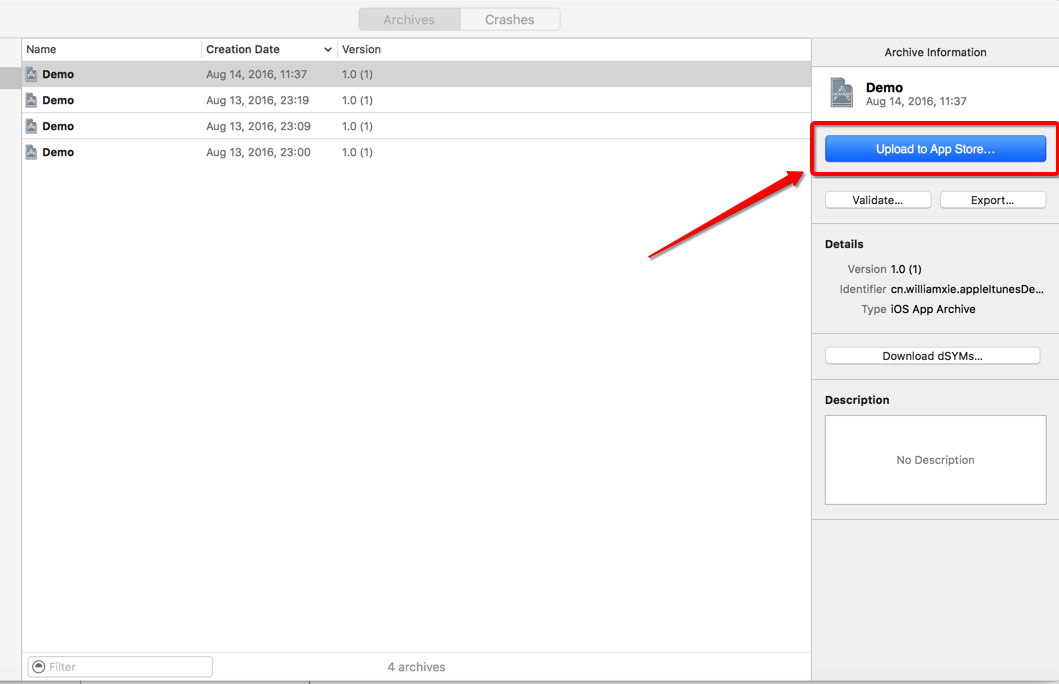 Archives Crashes
Name Creation Date Version
Demo Aug 14, 2016, 11:37 1.0 (1)
Demo Aug 13, 2016, 23:19 1.0 (1)
Demo Aug 13, 2016, 23:09 1.0 (1)
Demo Aug 13, 2016, 23:00 1.0 (1)
Filter 4 archives
Archive Information
Demo
Aug 14, 2016, 11:37
Upload to App Store...
Validate... Export...
Details
Version 1.0 (1)
Identifier cn.williamxie.appleItunesDe...
Type iOS App Archive
Download dSYMs...
Description
No Description